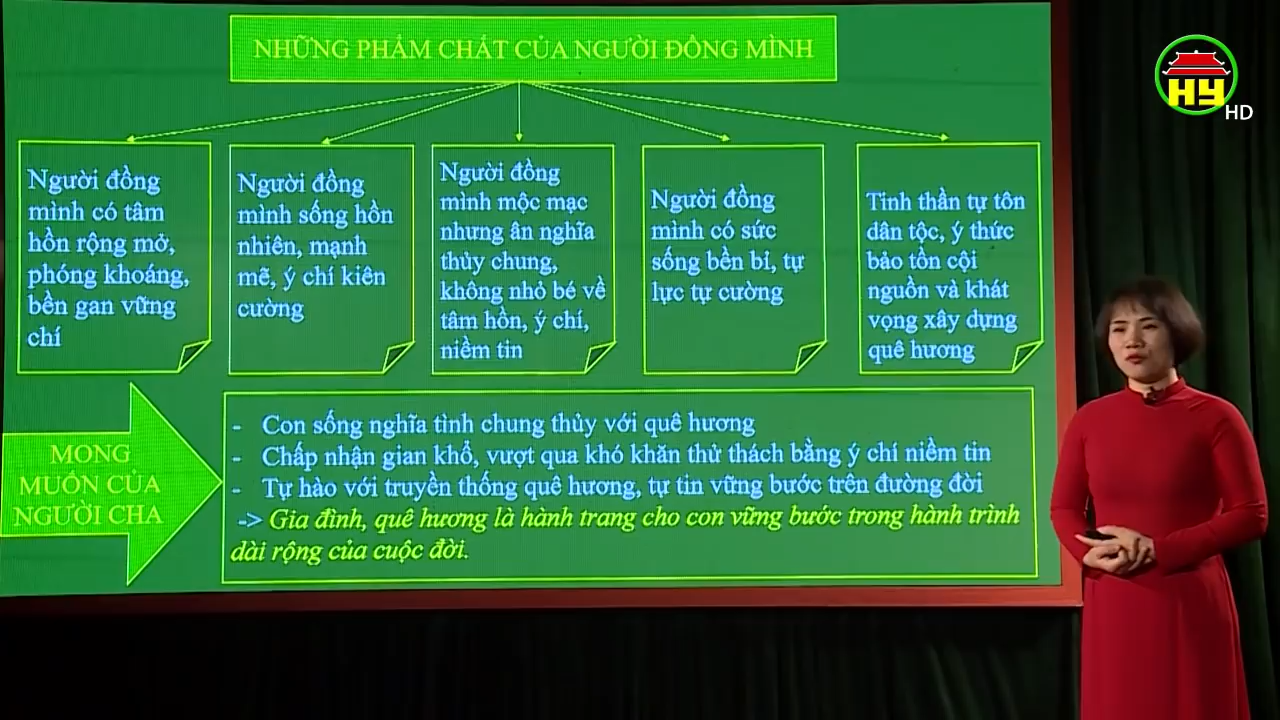 NHỮNG PHẨM CHẤT CỦA NGƯỜI ĐỒNG MÌNH
Người đồng
mình có tâm
hồn rộng mở,
phóng khoáng,
bền gan vững
chí
Người đồng
mình sống hồn
nhiên, mạnh
mẽ, ý chí kiên
cường
Người đồng
mình mộc mạc
nhưng ân nghĩa
thủy chung,
không nhỏ bé về
tâm hồn, ý chí,
niềm tin
Người đồng
mình có sức
sống bền bỉ, tự
lực tự cường
Tinh thần tự tôn
dân tộc, ý thức
bảo tồn cội
nguồn và khát
vọng xây dựng
quê hương
MONG
MUỐN CỦA
NGƯỜI CHA
- Con sống nghĩa tình chung thủy với quê hương
- Chấp nhận gian khổ, vượt qua khó khăn thử thách bằng ý chí niềm tin
- Tự hào với truyền thống quê hương, tự tin vững bước trên đường đời
-> Gia đình, quê hương là hành trang cho con vững bước trong hành trình
dài rộng của cuộc đời.
HY
HD